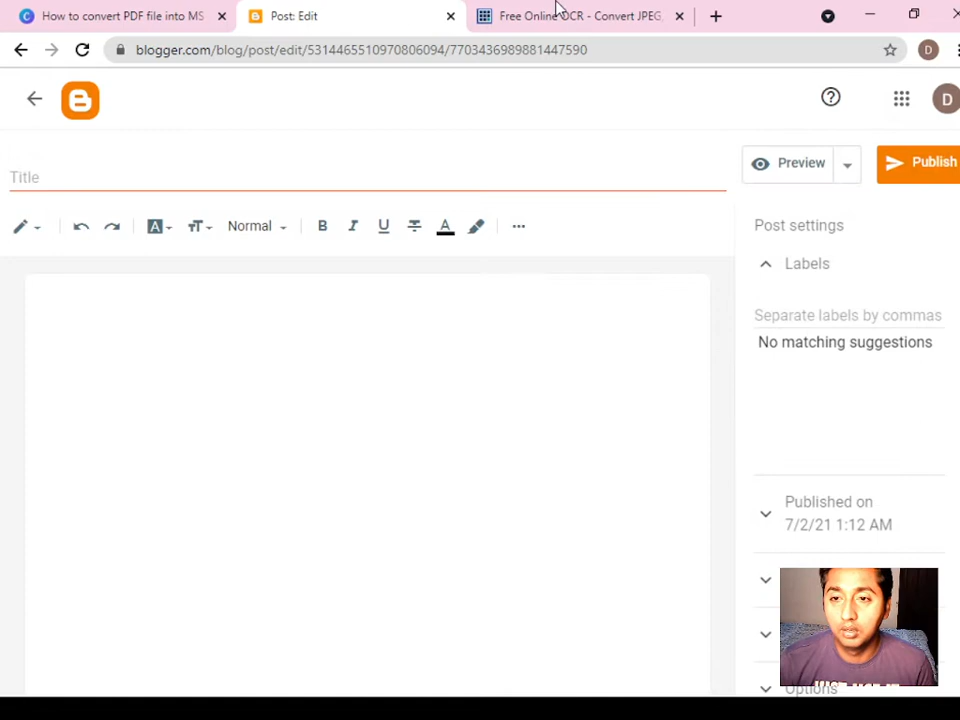 How to convert PDF file into MS
Post: Edit
Free Online OCR - Convert JPEG,
blogger.com/blog/post/edit/5314465510970806094/7703436989881447590
D
D
Title
Preview
Publish
Normal
B I U A
Post settings
Labels
Separate labels by commas
No matching suggestions
Published on
7/2/21 1:12 AM
Options